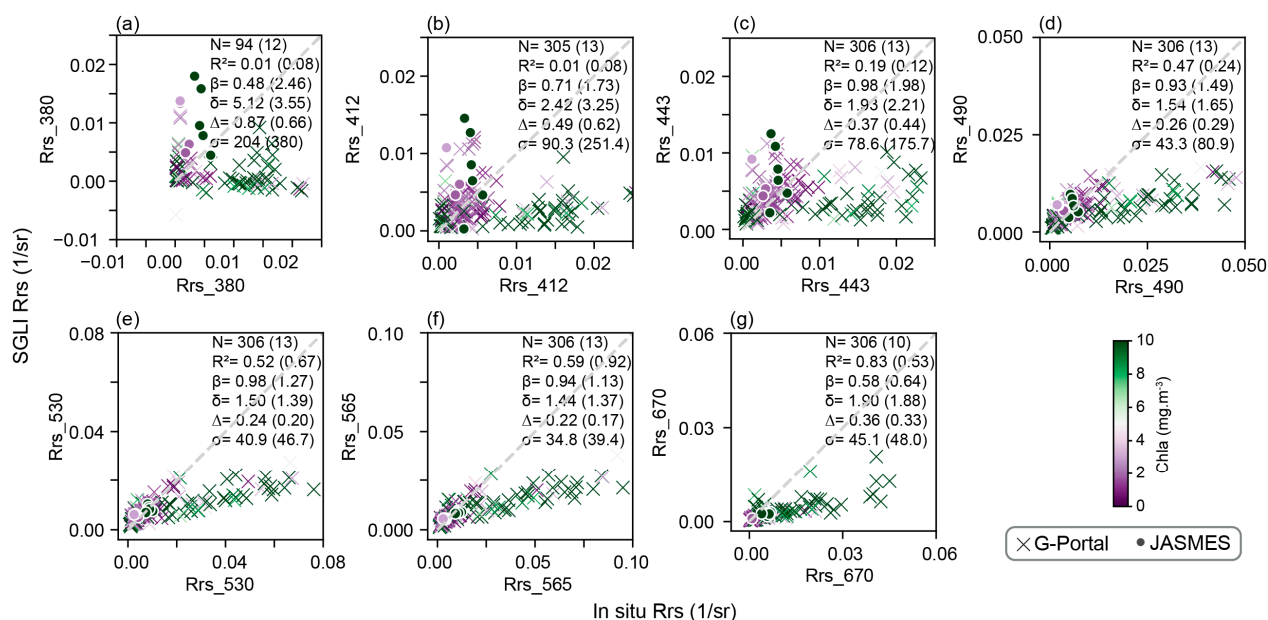 (a)
N= 94 (12)
R²= 0.01 (0.08)
β= 0.48 (2.46)
δ= 5.12 (3.55)
Δ= 0.87 (0.66)
σ= 204 (380)
0.02
0.01
0.00
−0.01
Rrs_380
−0.01 0.00 0.02
Rrs_380
(b)
N= 305 (13)
R²= 0.01 (0.08)
β= 0.71 (1.73)
δ= 2.42 (3.25)
Δ= 0.49 (0.62)
σ= 90.3 (251.4)
0.02
0.01
0.00
Rrs_412
0.00 0.01 0.02
Rrs_412
(c)
N= 306 (13)
R²= 0.19 (0.12)
β= 0.98 (1.98)
δ= 1.93 (2.21)
Δ= 0.37 (0.44)
σ= 78.6 (175.7)
0.02
0.01
0.00
Rrs_443
0.00 0.01 0.02
Rrs_443
(d)
N= 306 (13)
R²= 0.47 (0.24)
β= 0.93 (1.49)
δ= 1.54 (1.65)
Δ= 0.26 (0.29)
σ= 43.3 (80.9)
0.050
0.025
0.000
Rrs_490
0.000 0.025 0.050
Rrs_490
SGLI Rrs (1/sr)
(e)
N= 306 (13)
R²= 0.52 (0.67)
β= 0.98 (1.27)
δ= 1.50 (1.39)
Δ= 0.24 (0.20)
σ= 40.9 (46.7)
0.08
0.04
0.00
Rrs_530
0.00 0.04 0.08
Rrs_530
(f)
N= 306 (13)
R²= 0.59 (0.92)
β= 0.94 (1.13)
δ= 1.44 (1.37)
Δ= 0.22 (0.17)
σ= 34.8 (39.4)
0.10
0.05
0.00
Rrs_565
0.00 0.05 0.10
Rrs_565
(g)
N= 306 (10)
R²= 0.83 (0.53)
β= 0.58 (0.64)
δ= 1.90 (1.88)
Δ= 0.36 (0.33)
σ= 45.1 (48.0)
0.06
0.03
0.00
Rrs_670
0.00 0.03 0.06
Rrs_670
10
8
6
4
2
0
Chla (mg.m⁻³)
G-Portal JASMES
In situ Rrs (1/sr)